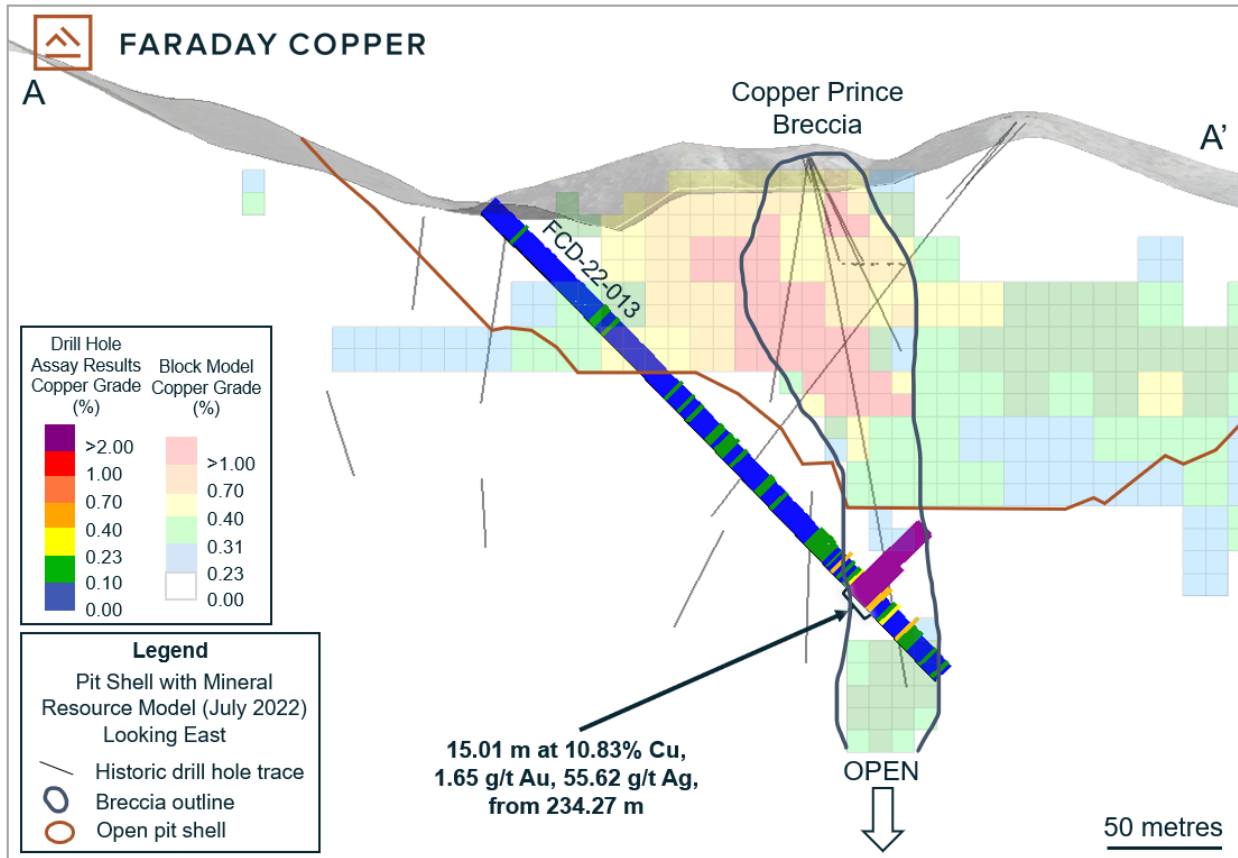 FARADAY COPPER
A
Copper Prince
Breccia
A'
FCD-22-013
Drill Hole
Assay Results
Copper Grade
(%)
>2.00
1.00
0.70
0.40
0.23
0.10
0.00
Block Model
Copper Grade
(%)
>1.00
0.70
0.40
0.31
0.23
0.00
Legend
Pit Shell with Mineral
Resource Model (July 2022)
Looking East
Historic drill hole trace
Breccia outline
Open pit shell
15.01 m at 10.83% Cu,
1.65 g/t Au, 55.62 g/t Ag,
from 234.27 m
OPEN
50 metres